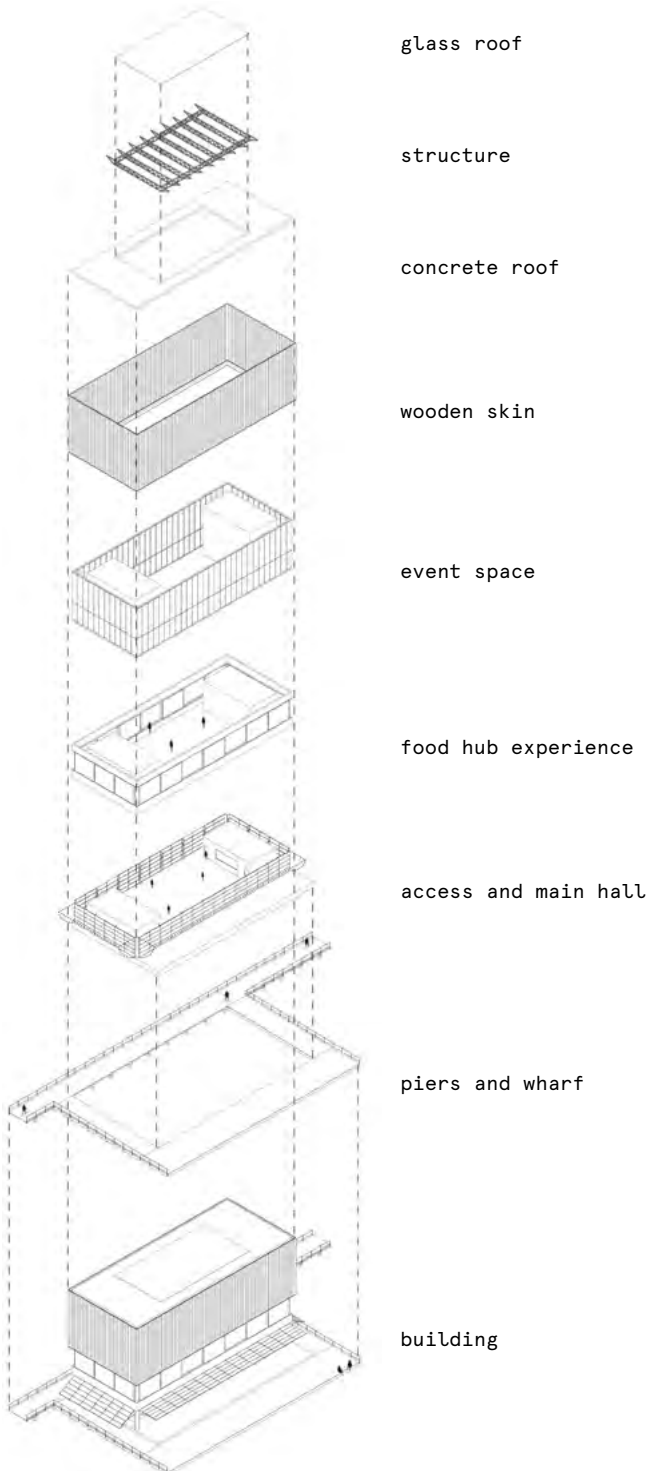 glass roof
structure
concrete roof
wooden skin
event space
food hub experience
access and main hall
piers and wharf
building